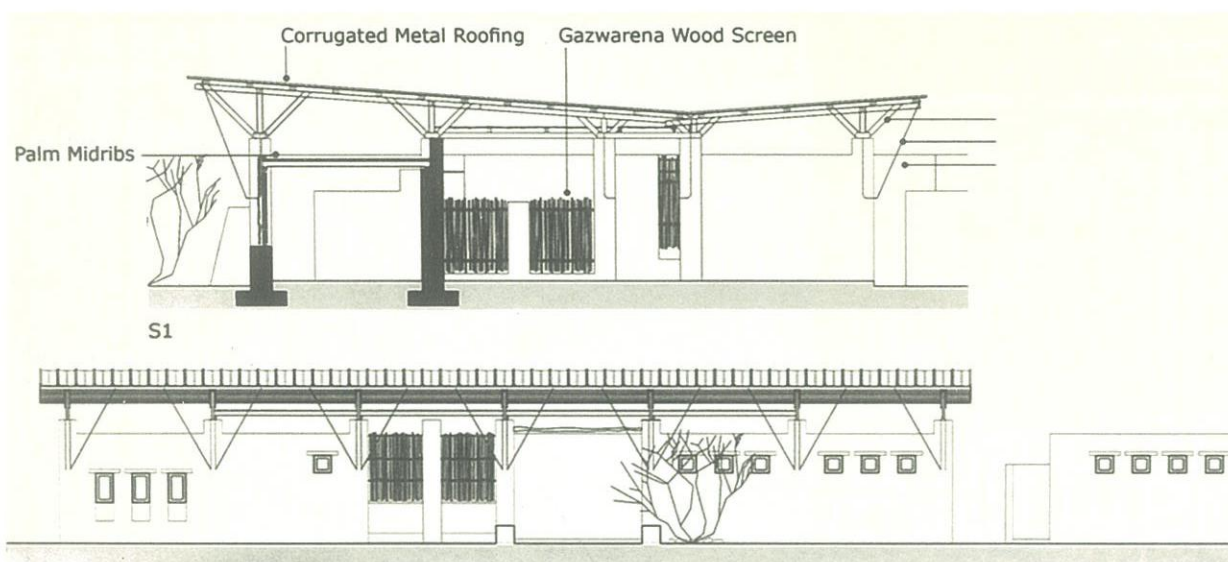 Corrugated Metal Roofing
Gazwarena Wood Screen
Palm Midribs
S1